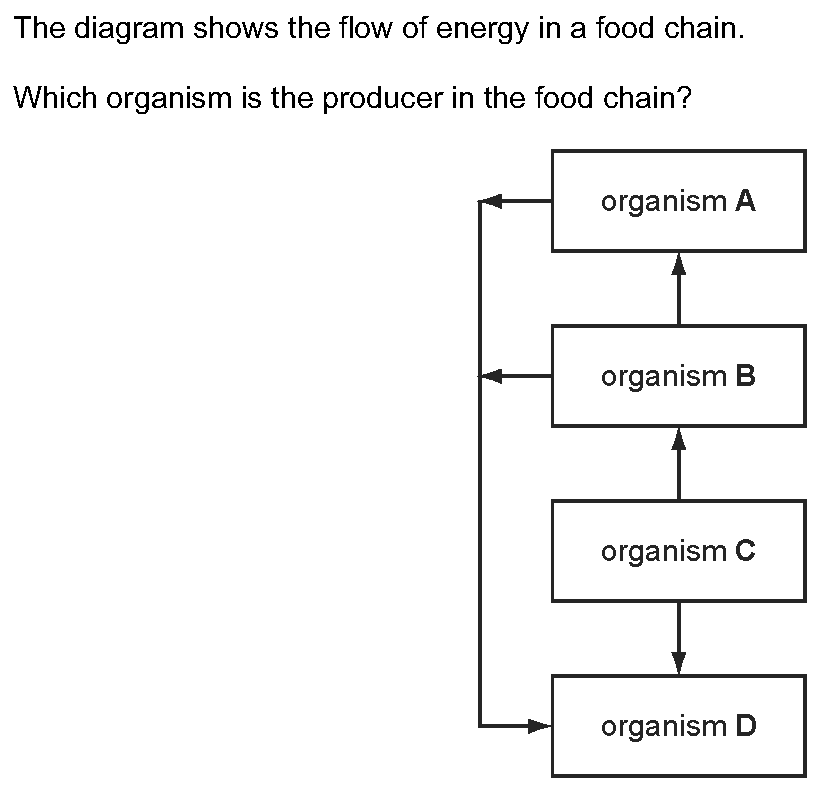 The diagram shows the flow of energy in a food chain.
Which organism is the producer in the food chain?
organism A
organism B
organism C
organism D